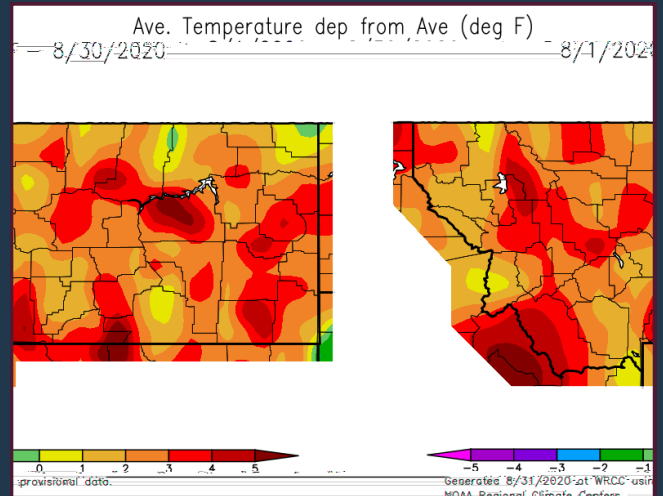 Ave. Temperature dep from Ave (deg F)
– 8/30/2020
8/1/202
0 1 2 3 4 5
-5 -4 -3 -2 -1
provisional data.
Generated 8/31/2020 at WRCC usin
NOAA Regional Climate Centers